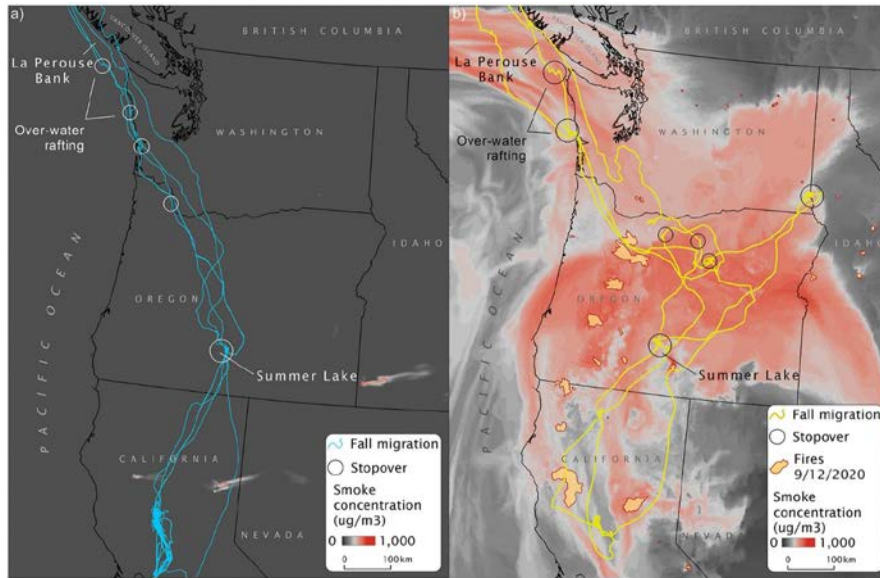 a)
BRITISH COLUMBIA
VANCOUVER ISLAND
La Perouse
Bank
Over-water
rafting
WASHINGTON
IDAHO
PACIFIC OCEAN
OREGON
Summer Lake
CALIFORNIA
NEVADA
Fall migration
Stopover
Smoke
concentration
(ug/m3)
0 1,000
0 100km
b)
BRITISH COLUMBIA
La Perouse
Bank
Over-water
rafting
WASHINGTON
IDAHO
PACIFIC OCEAN
OREGON
Summer Lake
CALIFORNIA
NEVADA
Fall migration
Stopover
Fires
9/12/2020
Smoke
concentration
(ug/m3)
0 1,000
0 100km